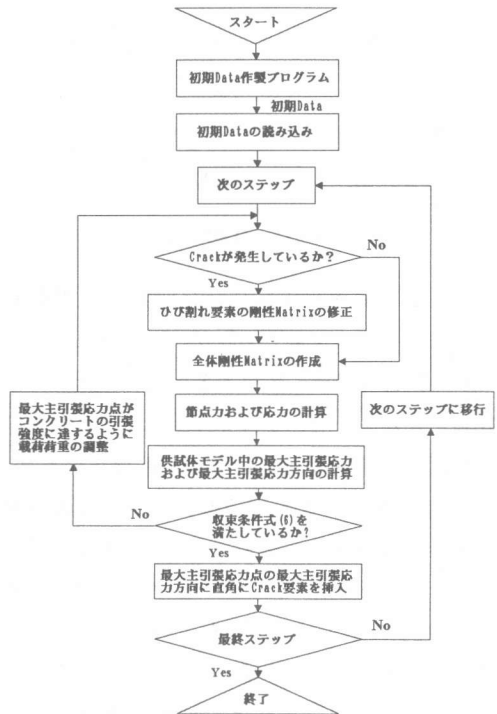 スタート
初期Data作製プログラム
初期Data
初期Dataの読み込み
次のステップ
Crackが発生しているか?
No
Yes
ひび割れ要素の剛性Matrixの修正
全体剛性Matrixの作成
節点力および応力の計算
最大主引張応力点が
コンクリートの引張
強度に達するように
載荷荷重の調整
次のステップに移行
供試体モデル中の最大主引張応力
および最大主引張応力方向の計算
No
収束条件式(6)を
満たしているか?
Yes
最大主引張応力点の最大主引張応
力方向に直角にCrack要素を挿入
最終ステップ
No
Yes
終了